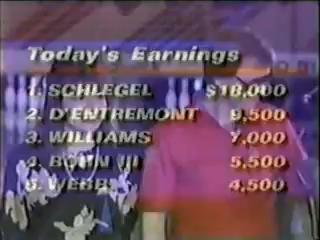 Today's Earnings
1. SCHLEGEL $18,000
2. D'ENTREMONT 9,500
3. WILLIAMS 7,000
4. BOHN III 5,500
5. WEBB 4,500